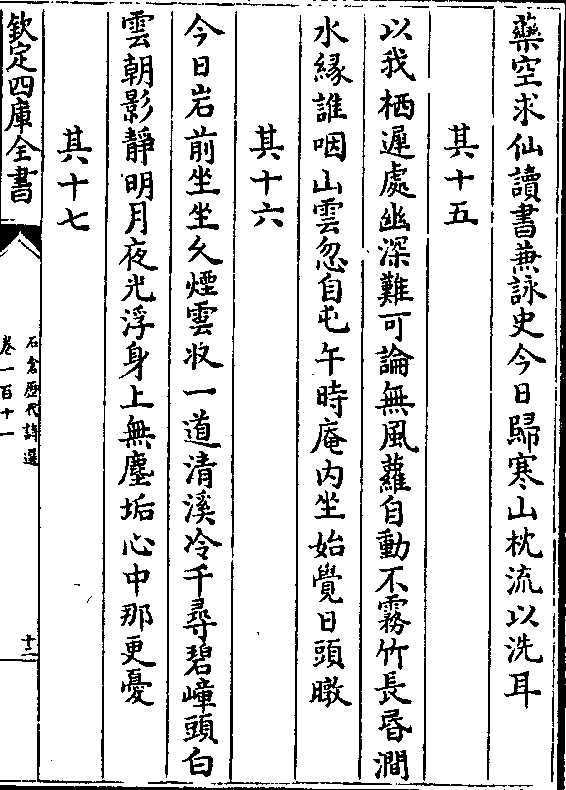 藥空求仙讀書兼詠史今日歸寒山枕流以洗耳
其十五
以我栖遲處幽深難可論無風蘿自動不霧竹長昏澗
水緣誰咽山雲忽自屯午時庵内坐始覺日頭暾
其十六
今日岩前坐坐久煙雲收一道清溪冷千尋碧嶂頭白
雲朝影靜明月夜光浮身上無塵垢心中那更憂
其十七
欽定四庫全書
石倉歷代詩選
卷一百十一
十二